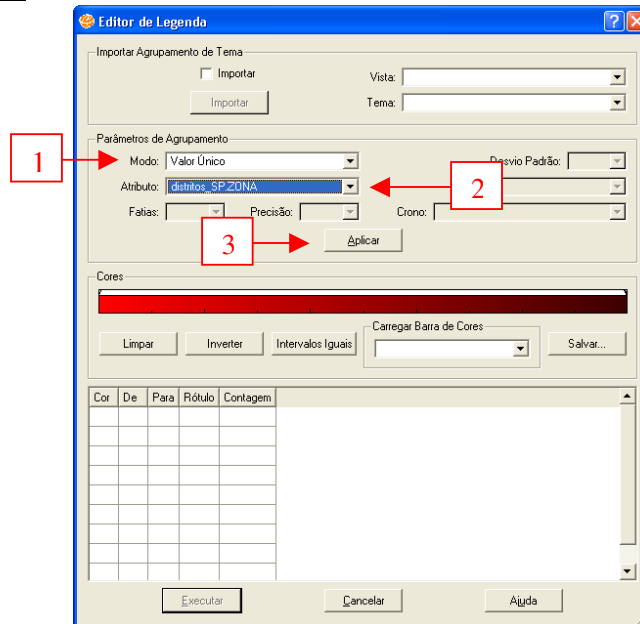 Editor de Legenda
Importar Agrupamento de Tema
Importar
Vista:
Importar
Tema:
Parâmetros de Agrupamento
1
Modo: Valor Único
Desvio Padrão:
Atributo: distritos_SP.ZONA
2
Fatias:
Precisão:
Crono:
3
Aplicar
Cores
Limpar
Inverter
Intervalos Iguais
Carregar Barra de Cores
Salvar...
Cor De Para Rótulo Contagem
Executar
Cancelar
Ajuda